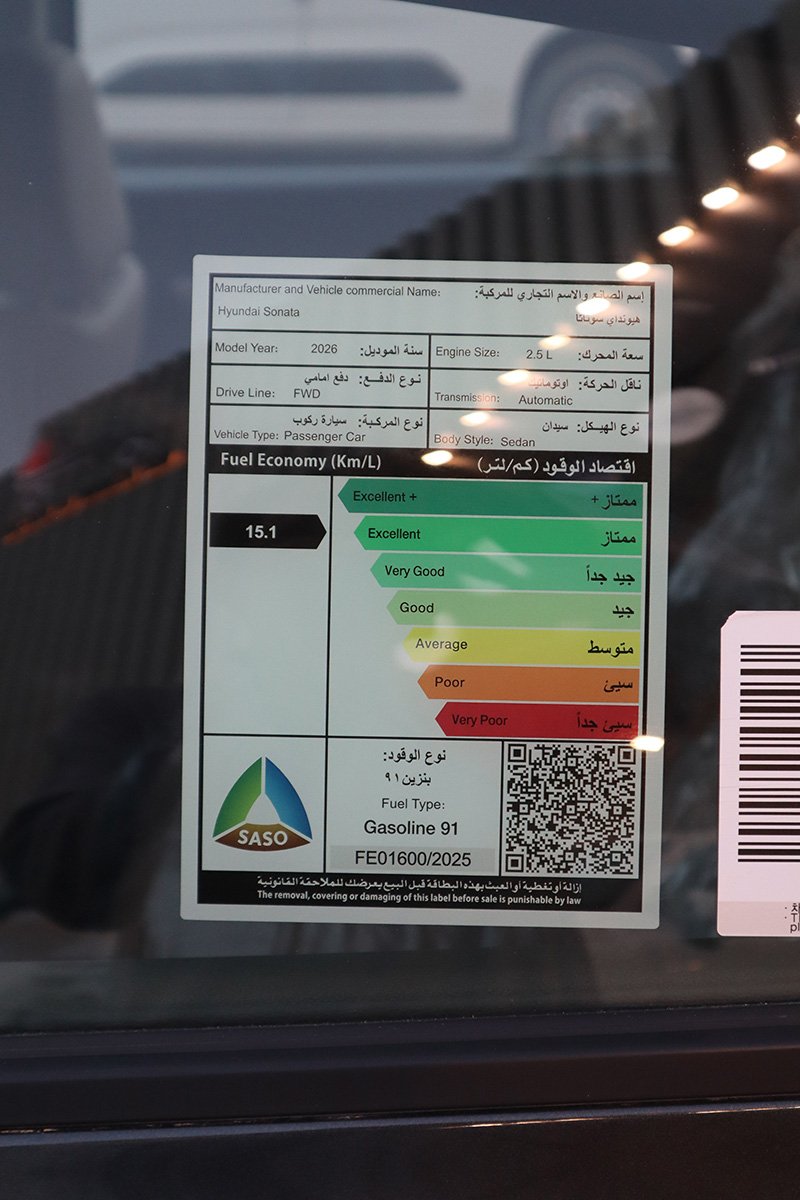 Manufacturer and Vehicle commercial Name: إسم الصانع والاسم التجاري للمركبة:
Hyundai Sonata هيونداي سوناتا
Model Year: 2026 سنة الموديل:
Engine Size: 2.5 L سعة المحرك:
نوع الدفع: دفع امامي
Drive Line: FWD
ناقل الحركة: اوتوماتيك
Transmission: Automatic
نوع المركبة: سيارة ركوب
Vehicle Type: Passenger Car
نوع الهيكل: سيدان
Body Style: Sedan
Fuel Economy (Km/L) اقتصاد الوقود (كم/لتر)
15.1
Excellent + ممتاز +
Excellent ممتاز
Very Good جيد جداً
Good جيد
Average متوسط
Poor سيئ
Very Poor سيئ جداً
SASO
نوع الوقود:
بنزين ٩١
Fuel Type:
Gasoline 91
FE01600/2025
إزالة أو تغطية أو العبث بهذه البطاقة قبل البيع يعرضك للملاحقة القانونية
The removal, covering or damaging of this label before sale is punishable by law